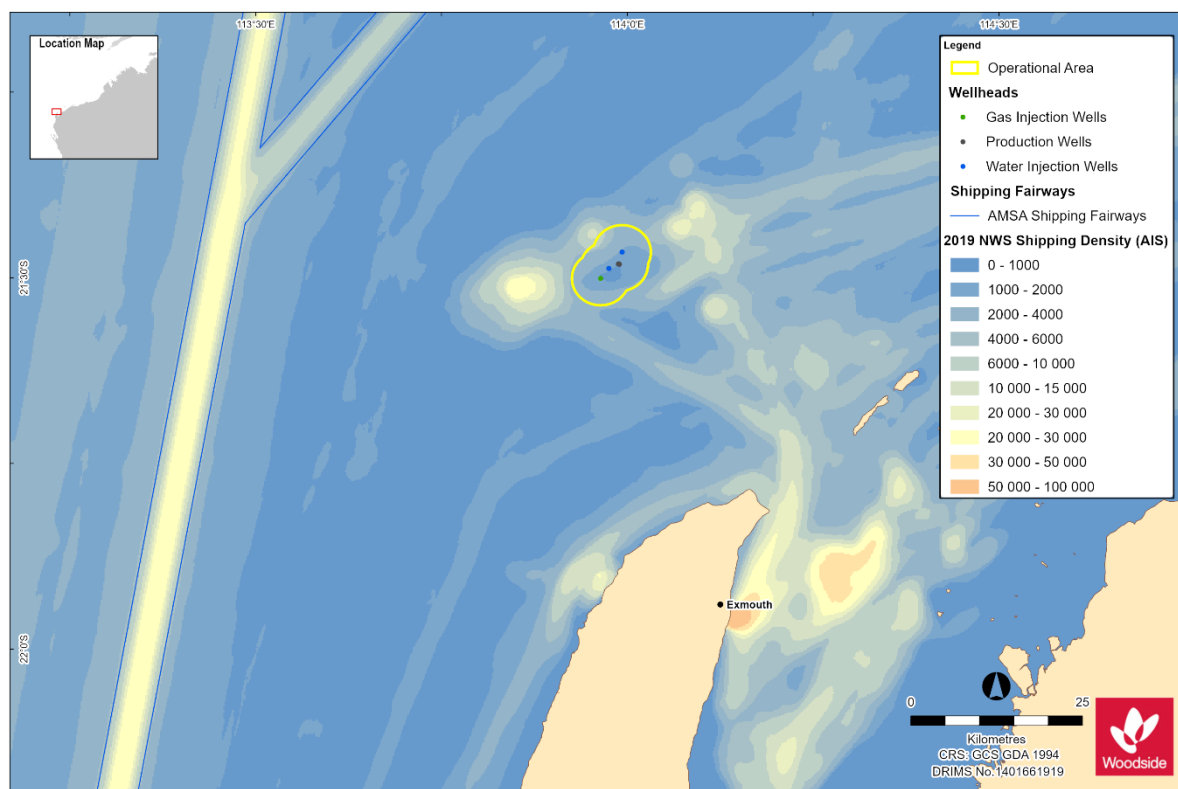 113°30'E
114°0'E
114°30'E
Location Map
21°30'S
22°0'S
Legend
Operational Area
Wellheads
Gas Injection Wells
Production Wells
Water Injection Wells
Shipping Fairways
AMSA Shipping Fairways
2019 NWS Shipping Density (AIS)
0 - 1000
1000 - 2000
2000 - 4000
4000 - 6000
6000 - 10 000
10 000 - 15 000
20 000 - 30 000
20 000 - 30 000
30 000 - 50 000
50 000 - 100 000
Exmouth
0 25
Kilometres
CRS: GCS GDA 1994
DRIMS No.1401661919
Woodside